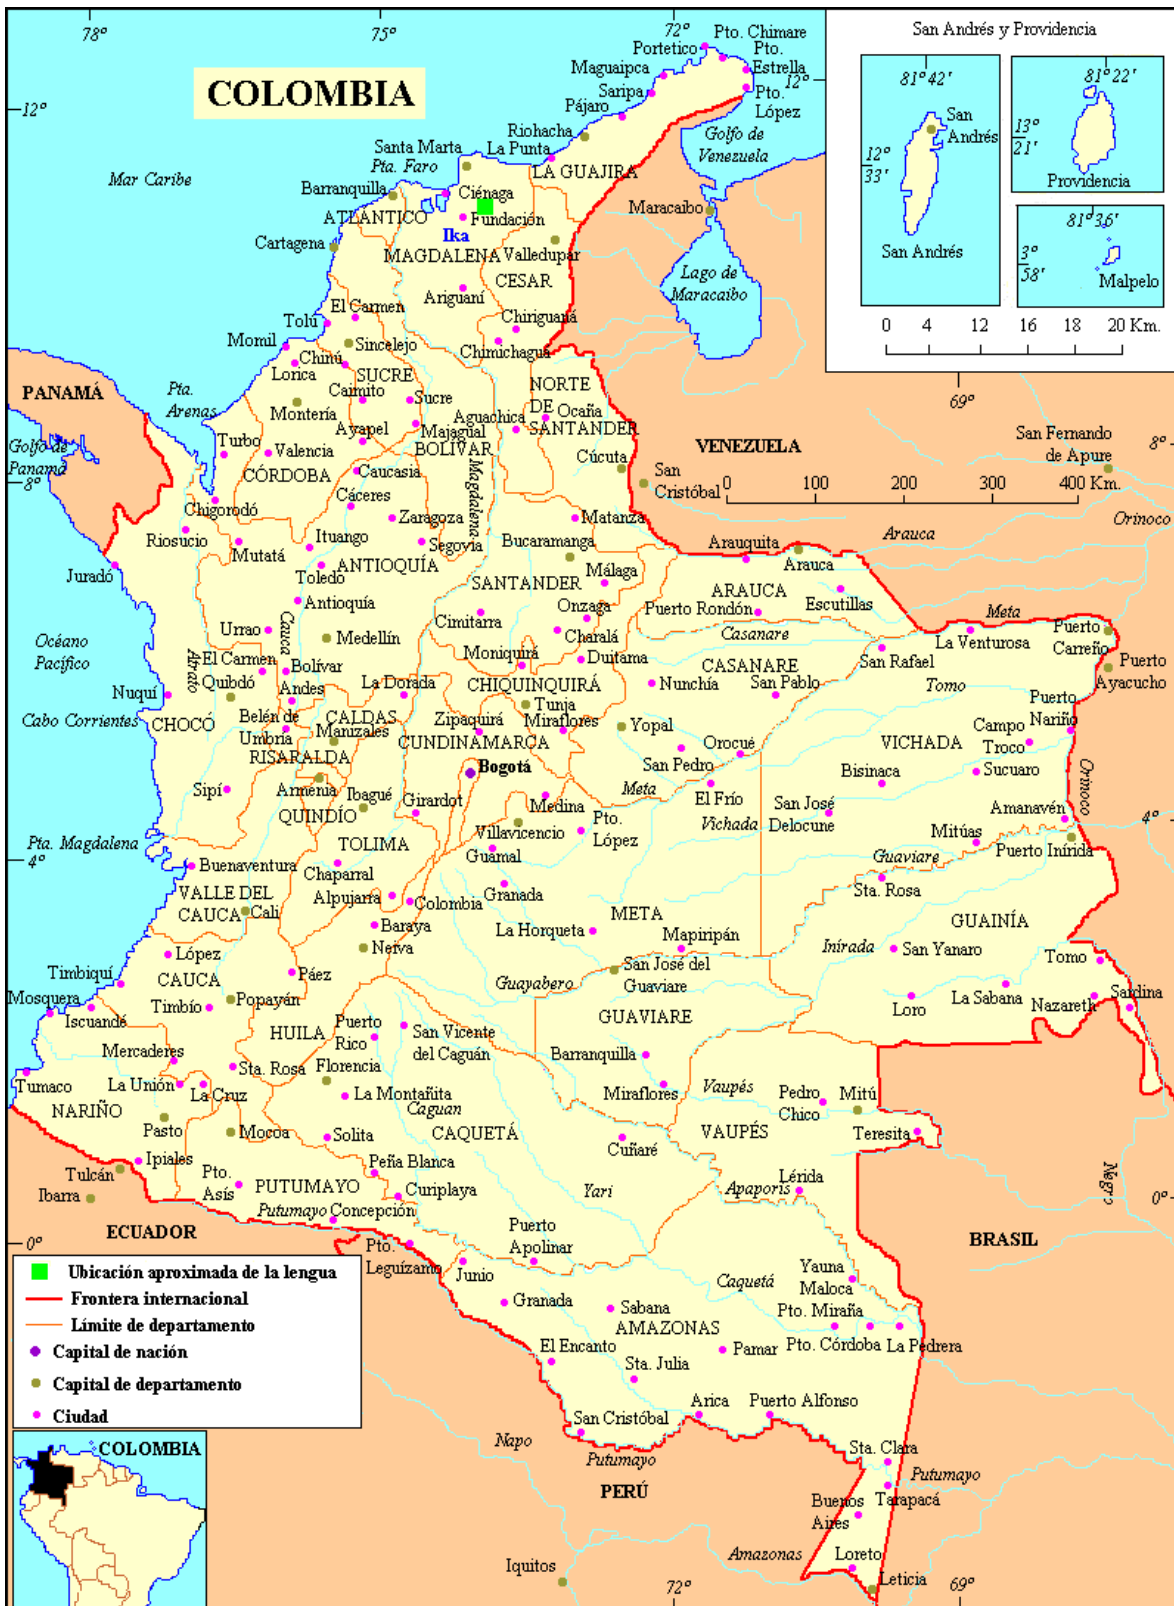 78°
75°
72°
COLOMBIA
12°
Portetico
Pto. Chimare
Pto.
Estrella
12°
Maguaipca
Saripa
Pto.
López
Pájaro
Riohacha
Golfo de
Venezuela
Santa Marta
La Punta
Pta. Faro
LA GUAJIRA
Mar Caribe
Barranquilla
Ciénaga
ATLÁNTICO
Fundación
Maracaibo
Ika
Cartagena
MAGDALENA
Valledupar
CESAR
Lago de
Maracaibo
Ariguaní
El Carmen
Chiriguaná
Tolú
Momil
Sincelejo
Chimichagua
Chinú
Lorica
SUCRE
PANAMÁ
Pta.
Arenas
Caimito
Sucre
NORTE
DE
SANTANDER
Montería
Aguachica
Ocaña
Ayapel
Majagual
BOLÍVAR
Turbo
Valencia
Golfo de
Panamá
CÓRDOBA
Caucasia
Magdalena
Cúcuta
San
Cristóbal
VENEZUELA
8°
8°
Cáceres
Chigorodó
Zaragoza
Matanza
Riosucio
Mutatá
Ituango
Segovia
Bucaramanga
Arauquita
Arauca
Arauca
Orinoco
Juradó
Toledo
ANTIOQUÍA
SANTANDER
Málaga
ARAUCA
Antioquía
Onzaga
Puerto Rondón
Escutillas
Meta
Cauca
Cimitarra
Casanare
Urrao
Medellín
Charalá
La Venturosa
Puerto
Carreño
Océano
Pacífico
Atrato
El Carmen
Bolívar
Moniquirá
Duitama
CASANARE
San
Rafael
Puerto
Ayacucho
Quibdó
Andes
La Dorada
CHIQUINQUIRÁ
Nunchía
San Pablo
Tomo
Nuquí
Puerto
Nariño
Cabo Corrientes
CHOCÓ
Belén de
Umbria
CALDAS
Manizales
Zipaquirá
Tunja
Miraflores
Yopal
Campo
Troco
CUNDINAMARCA
Orocué
VICHADA
RISARALDA
San Pedro
Bogotá
Bisinaca
Sucuaro
Orinoco
Sipí
Armenia
Ibagué
Meta
El Frío
Girardot
Medina
San José
Delocune
Amanavén
QUINDÍO
Vichada
Villavicencio
Pto.
López
Mitúas
4°
Pta. Magdalena
TOLIMA
Guamal
Puerto Inírida
4°
Buenaventura
Chaparral
Guaviare
Granada
Sta. Rosa
VALLE DEL
CAUCA
Cali
Alpujarra
Colombia
META
GUAINÍA
Baraya
La Horqueta
Mapiripán
Neiva
Inirada
San Yanaro
López
Tomo
Timbiquí
CAUCA
Páez
Guayabero
San José del
Guaviare
Mosquera
Timbío
Popayán
La Sabana
Sardina
Iscuandé
Loro
Nazareth
HUILA
Puerto
Rico
San Vicente
del Caguán
GUAVIARE
Mercaderes
Barranquilla
Florencia
Sta. Rosa
Tumaco
La Unión
La Cruz
La Montañita
Miraflores
Vaupés
Pedro
Chico
Mitú
NARIÑO
Caguan
Pasto
Mocoa
CAQUETÁ
VAUPÉS
Teresita
Solita
Cuñaré
Ipiales
Tulcán
Pto.
Asís
Peña Blanca
Lérida
Negro
Ibarra
PUTUMAYO
Curiplaya
Yari
Apaporis
0°
Putumayo
Concepción
ECUADOR
BRASIL
0°
Pto.
Leguízamo
Puerto
Apolinar
Junio
Caquetá
Yauna
Maloca
Granada
Sabana
Pto. Miraña
AMAZONAS
El Encanto
Pto. Córdoba
La Pedrera
Pamar
Sta. Julia
Arica
Puerto Alfonso
San Cristóbal
Napo
Putumayo
Sta. Clara
Putumayo
PERÚ
Tarapacá
Buenos
Aires
Amazonas
Loreto
Iquitos
Leticia
72°
69°
San Andrés y Providencia
81°42'
81°22'
San
Andrés
13°
21'
12°
33'
Providencia
81°36'
San Andrés
3°
58'
Malpelo
0 4 12 16 18 20 Km.
69°
San Fernando
de Apure
0 100 200 300 400 Km.
Ubicación aproximada de la lengua
Frontera internacional
Límite de departamento
Capital de nación
Capital de departamento
Ciudad
COLOMBIA